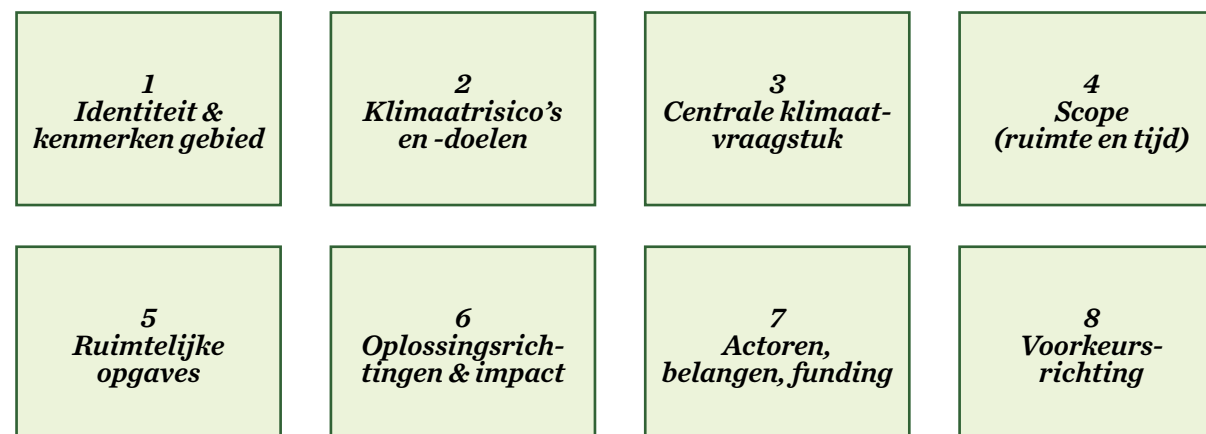 1
Identiteit &
kenmerken gebied
2
Klimaatrisico’s
en -doelen
3
Centrale klimaat-
vraagstuk
4
Scope
(ruimte en tijd)
5
Ruimtelijke
opgaves
6
Oplossingsrich-
tingen & impact
7
Actoren,
belangen, funding
8
Voorkeurs-
richting